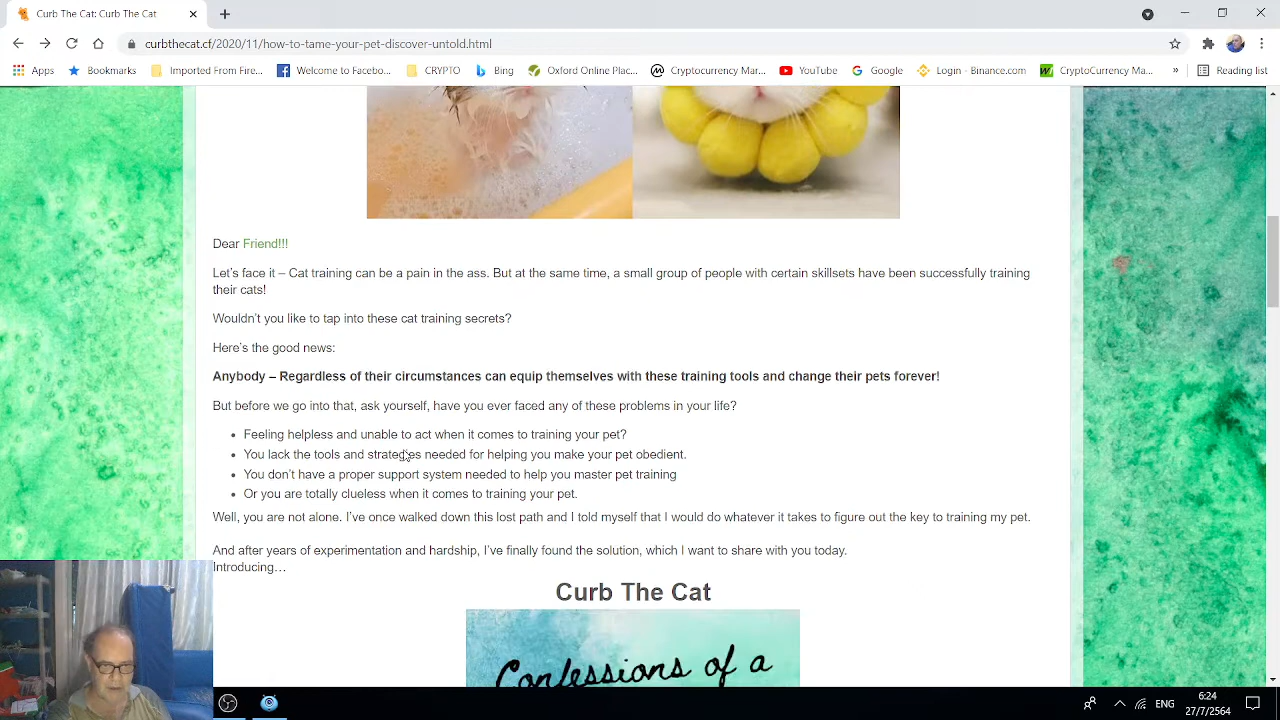 Curb The Cat Curb The Cat
curbthecat.cf/2020/11/how-to-tame-your-pet-discover-untold.html
Apps Bookmarks Imported From Fire... Welcome to Facebo... CRYPTO Bing Oxford Online Plac... Cryptocurrency Mar... YouTube Google Login · Binance.com CryptoCurrency Mar... » Reading list
Dear Friend!!!
Let's face it – Cat training can be a pain in the ass. But at the same time, a small group of people with certain skillsets have been successfully training
their cats!
Wouldn't you like to tap into these cat training secrets?
Here's the good news:
Anybody – Regardless of their circumstances can equip themselves with these training tools and change their pets forever!
But before we go into that, ask yourself, have you ever faced any of these problems in your life?
• Feeling helpless and unable to act when it comes to training your pet?
• You lack the tools and strategies needed for helping you make your pet obedient.
• You don't have a proper support system needed to help you master pet training
• Or you are totally clueless when it comes to training your pet.
Well, you are not alone. I've once walked down this lost path and I told myself that I would do whatever it takes to figure out the key to training my pet.
And after years of experimentation and hardship, I've finally found the solution, which I want to share with you today.
Introducing…
Curb The Cat
Confessions of a
ENG
6:24
27/7/2564